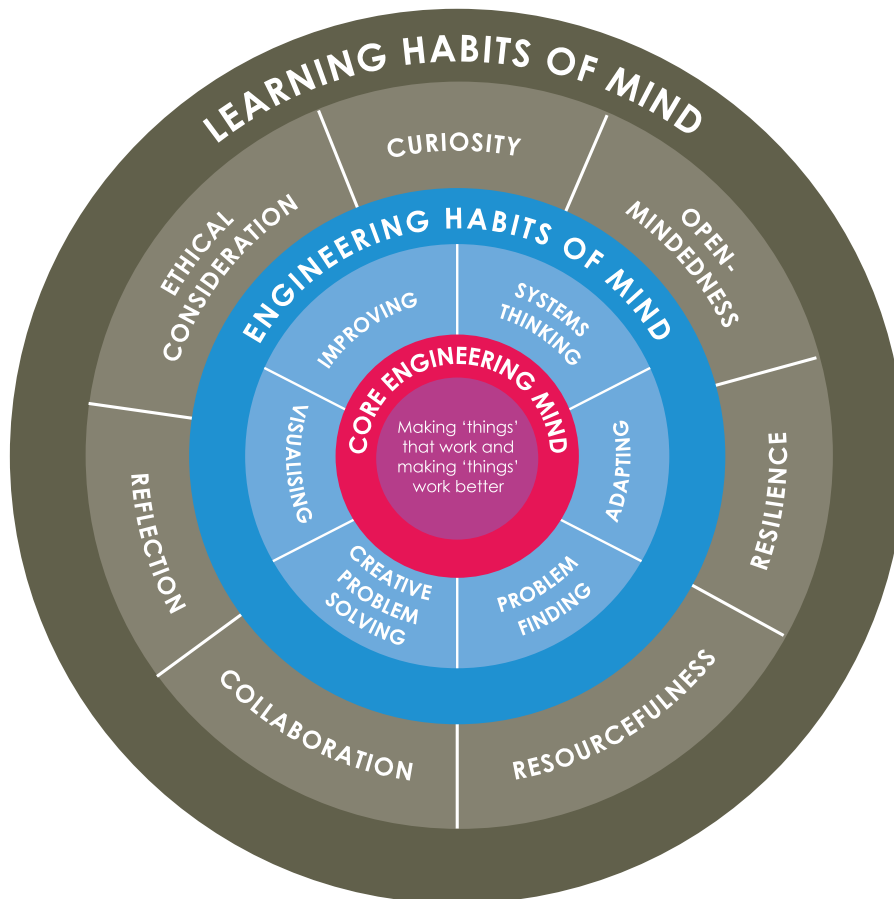 LEARNING HABITS OF MIND
CURIOSITY
OPEN-
MINDEDNESS
RESILIENCE
RESOURCEFULNESS
COLLABORATION
REFLECTION
ETHICAL
CONSIDERATION
ENGINEERING HABITS OF MIND
SYSTEMS
THINKING
ADAPTING
PROBLEM
FINDING
CREATIVE
PROBLEM
SOLVING
VISUALISING
IMPROVING
CORE ENGINEERING MIND
Making ‘things’
that work and
making ‘things’
work better